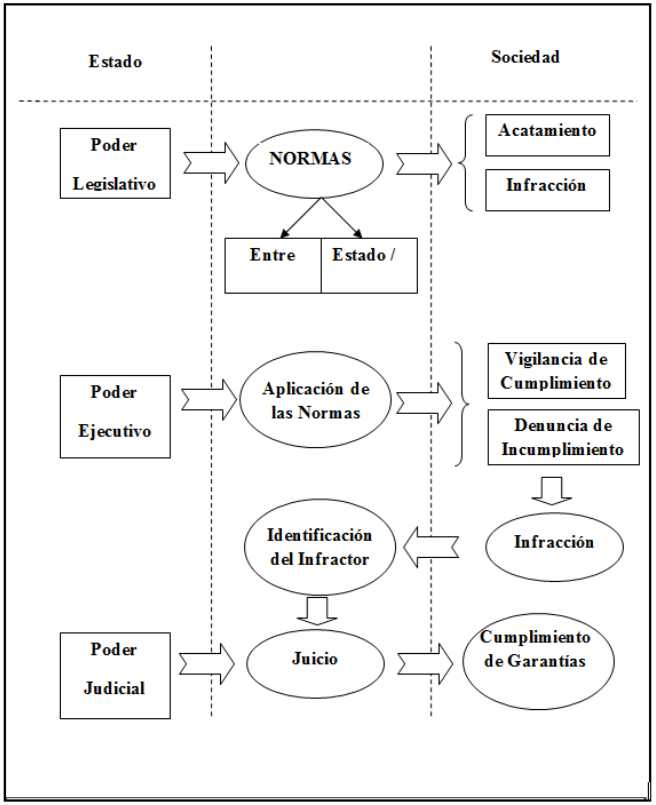 Estado
Sociedad
Poder
Legislativo
NORMAS
Acatamiento
Infracción
Entre
Estado /
Poder
Ejecutivo
Aplicación de
las Normas
Vigilancia de
Cumplimiento
Denuncia de
Incumplimiento
Identificación
del Infractor
Infracción
Poder
Judicial
Juicio
Cumplimiento
de Garantías